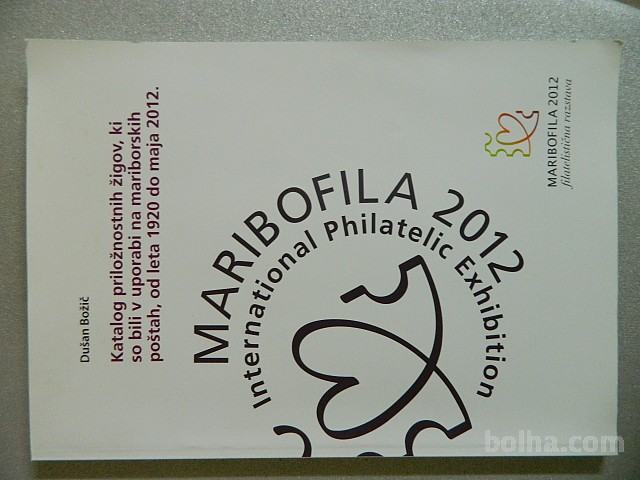 Dušan Božič
Katalog priložnostnih žigov, ki
so bili v uporabi na mariborskih
poštah, od leta 1920 do maja 2012.
MARIBOFILA 2012
International Philatelic Exhibition
MARIBOFILA 2012
filatelistična razstava
bolha.com